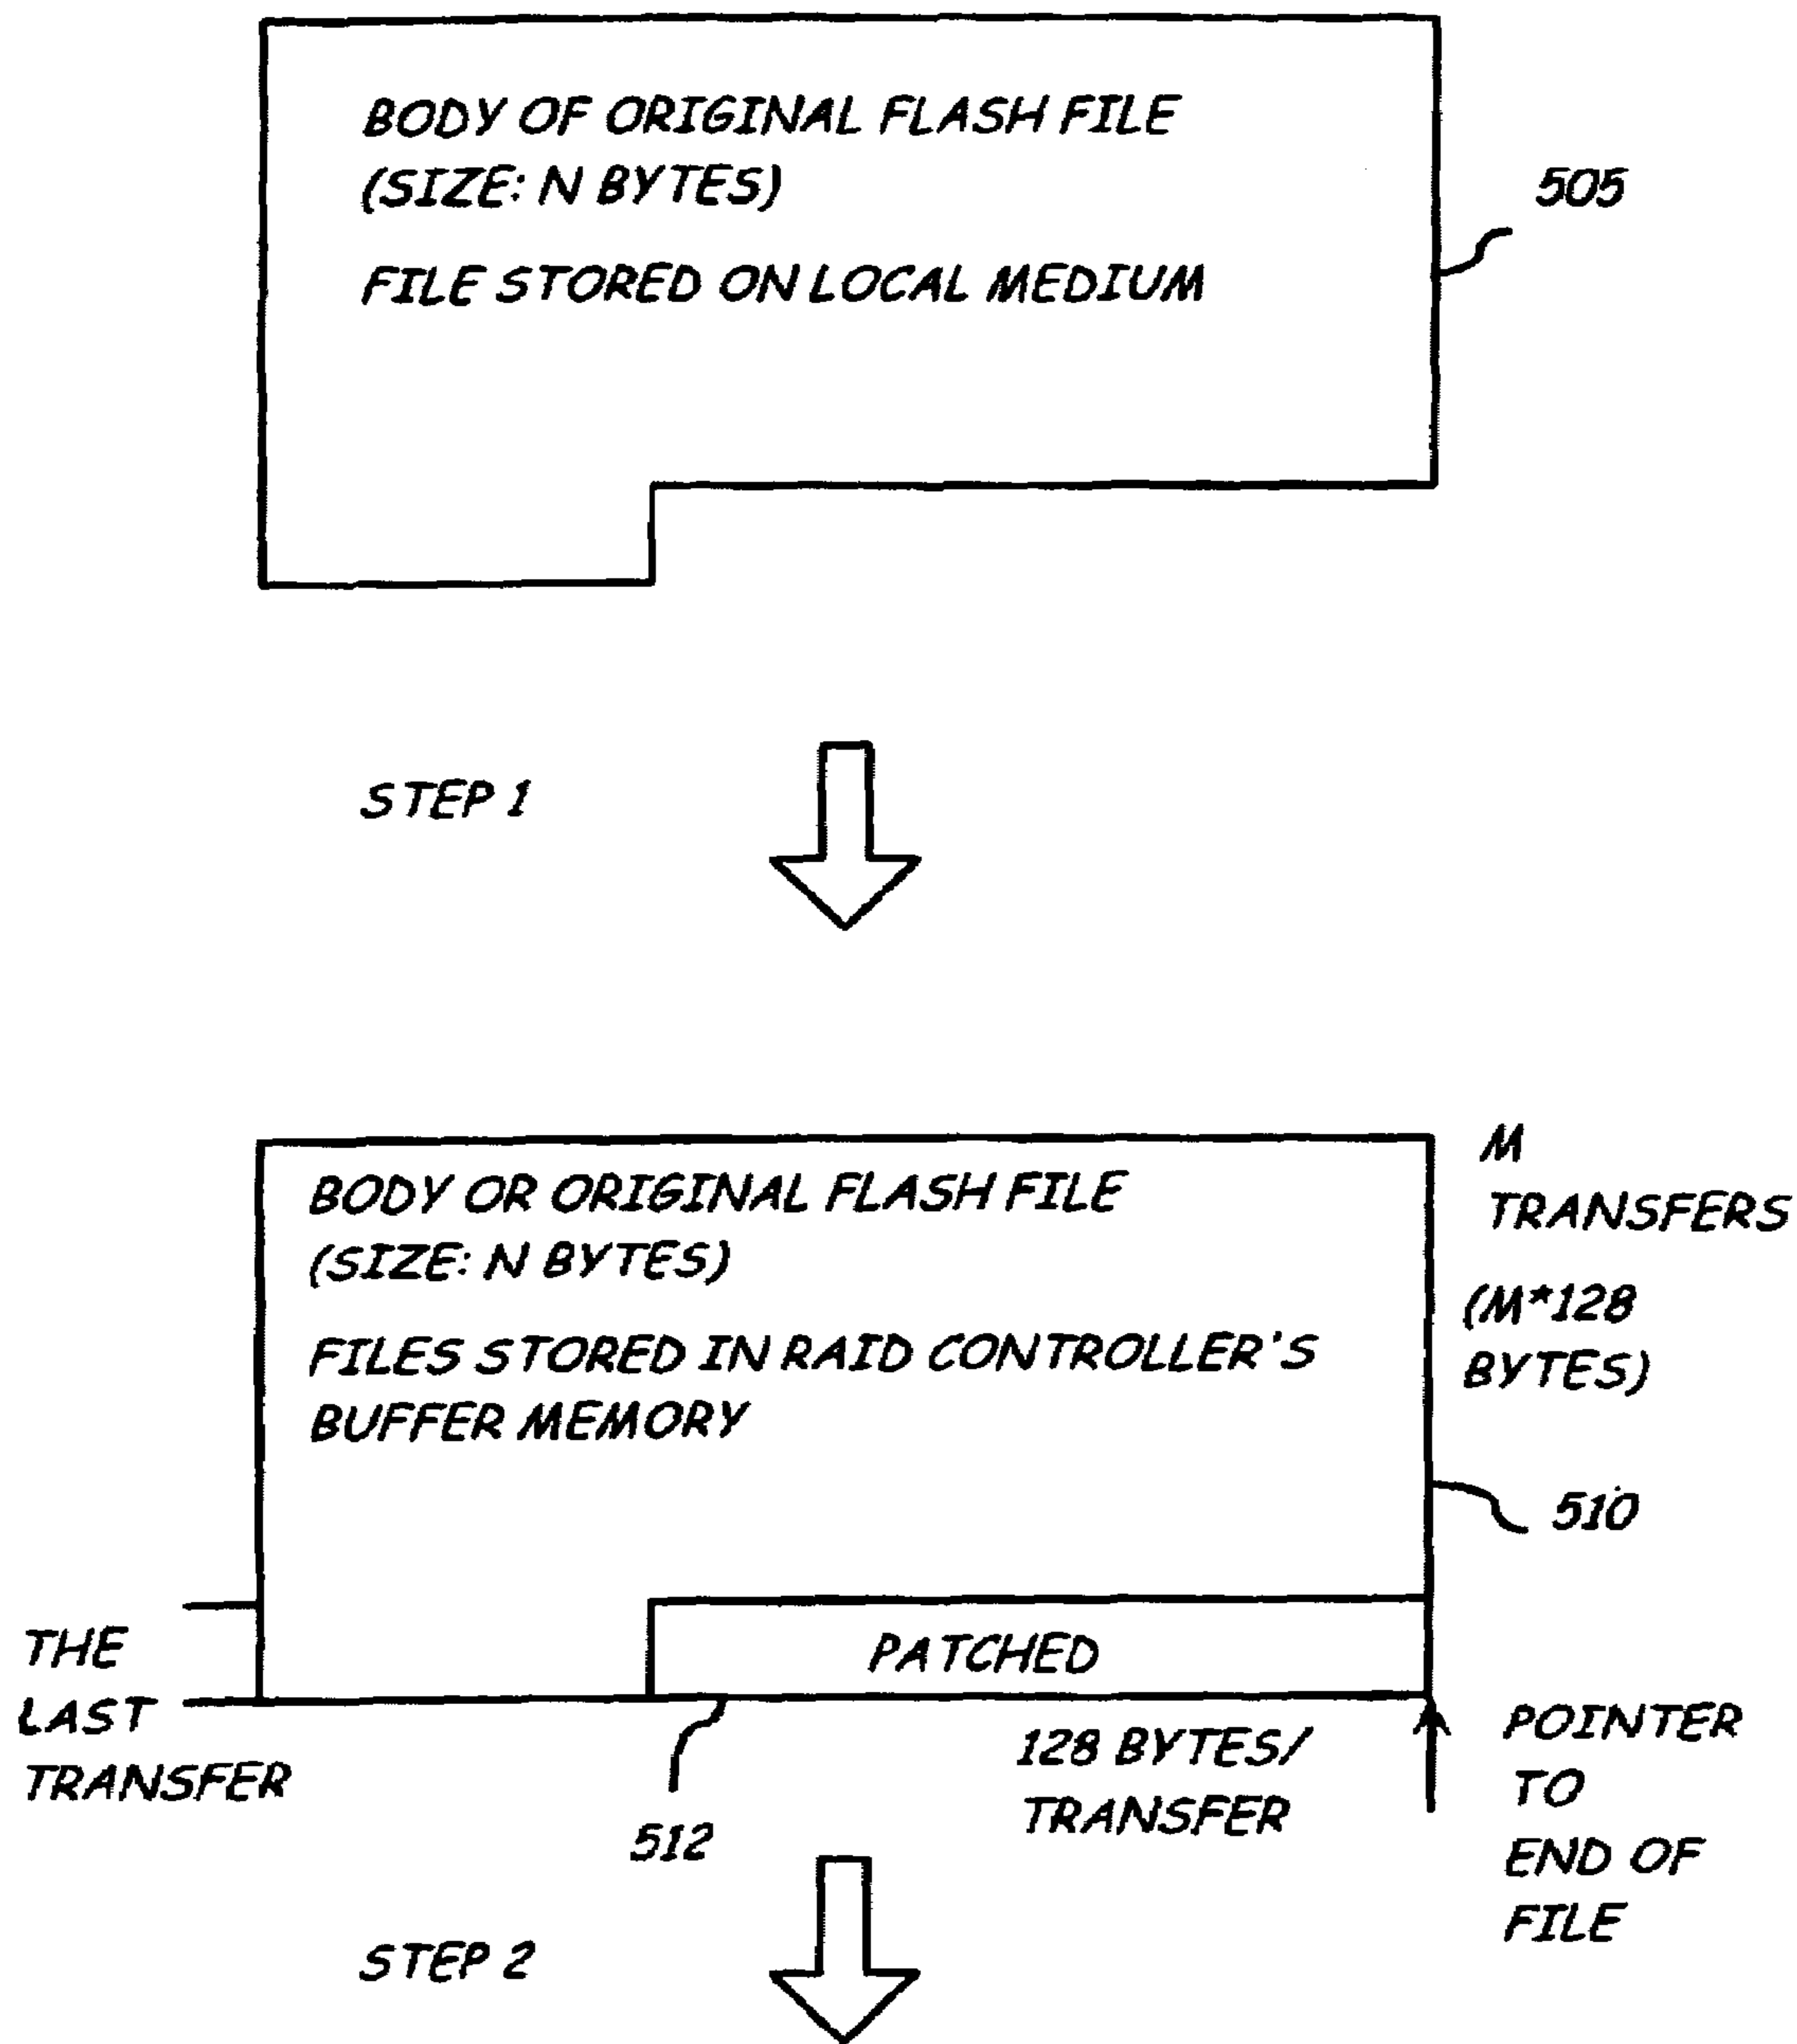 BODY OF ORIGINAL FLASH FILE
(SIZE: N BYTES)
FILE STORED ON LOCAL MEDIUM
505
STEP 1
BODY OR ORIGINAL FLASH FILE
(SIZE: N BYTES)
FILES STORED IN RAID CONTROLLER'S
BUFFER MEMORY
M
TRANSFERS
(M*128
BYTES)
510
PATCHED
THE
LAST
TRANSFER
512
128 BYTES/
TRANSFER
POINTER
TO
END OF
FILE
STEP 2